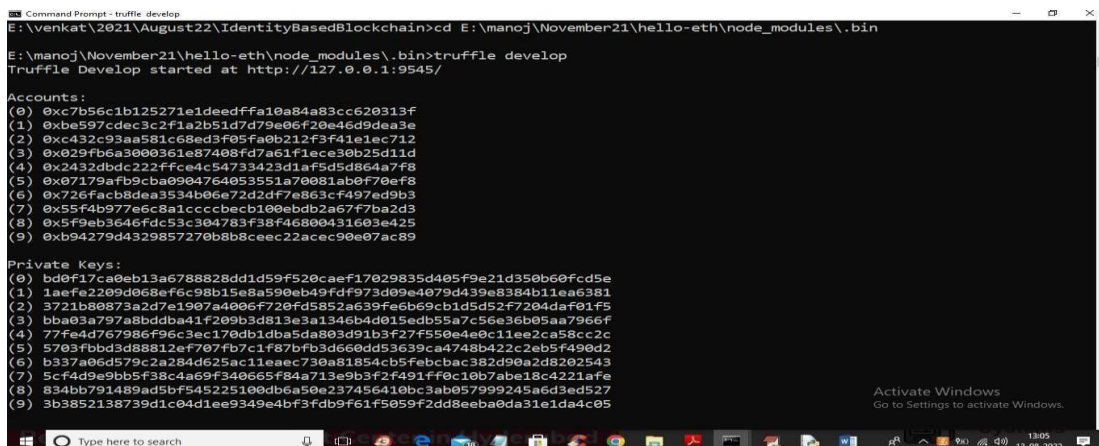 Command Prompt - truffle develop
E:\venkat\2021\August22\IdentityBasedBlockchain>cd E:\manoj\November21\hello-eth\node_modules\.bin
E:\manoj\November21\hello-eth\node_modules\.bin>truffle develop
Truffle Develop started at http://127.0.0.1:9545/
Accounts:
(0) 0xc7b56c1b125271e1deedffa10a84a83cc620313f
(1) 0xbe597cdec3c2f1a2b51d7d79e06f20e46d9dea3e
(2) 0xc432c93aa581c68ed3f05fa0b212f3f41e1ec712
(3) 0x029fb6a3000361e87408fd7a61f1ece30b25d11d
(4) 0x2432dbdc222ffce4c54733423d1af5d5d864a7f8
(5) 0x07179afb9cba0904764053551a70081ab0f70ef8
(6) 0x726facb8dea3534b06e72d2df7e863cf497ed9b3
(7) 0x55f4b977e6c8a1ccccbecb100ebdb2a67f7ba2d3
(8) 0x5f9eb3646fdc53c304783f38f46800431603e425
(9) 0xb94279d4329857270b8b8ceec22acec90e07ac89
Private Keys:
(0) bd0f17ca0eb13a6788828dd1d59f520caef17029835d405f9e21d350b60fcd5e
(1) 1aefe2209d068ef6c98b15e8a590eb49fdf973d09e4079d439e8384b11ea6381
(2) 3721b80873a2d7e1907a4006f720fd5852a639fe6b69cb1d5d52f7204daf01f5
(3) bba03a797a8bddba41f209b3d813e3a1346b4d015edb55a7c56e36b05aa7966f
(4) 77fe4d767986f96c3ec170db1dba5da803d91b3f27f550e4e0c11ee2ca58cc2c
(5) 5703fbbd3d88812ef707fb7c1f87bfb3d660dd53639ca4748b422c2eb5f490d2
(6) b337a06d579c2a284d625ac11eaec730a81854cb5febcbac382d90a2d8202543
(7) 5cf4d9e9bb5f38c4a69f340665f84a713e9b3f2f491ff0c10b7abe18c4221afe
(8) 834bb791489ad5bf545225100db6a50e237456410bc3ab057999245a6d3ed527
(9) 3b3852138739d1c04d1ee9349e4bf3fdb9f61f5059f2dd8eeba0da31e1da4c05
Activate Windows
Go to Settings to activate Windows.
Type here to search
13:05